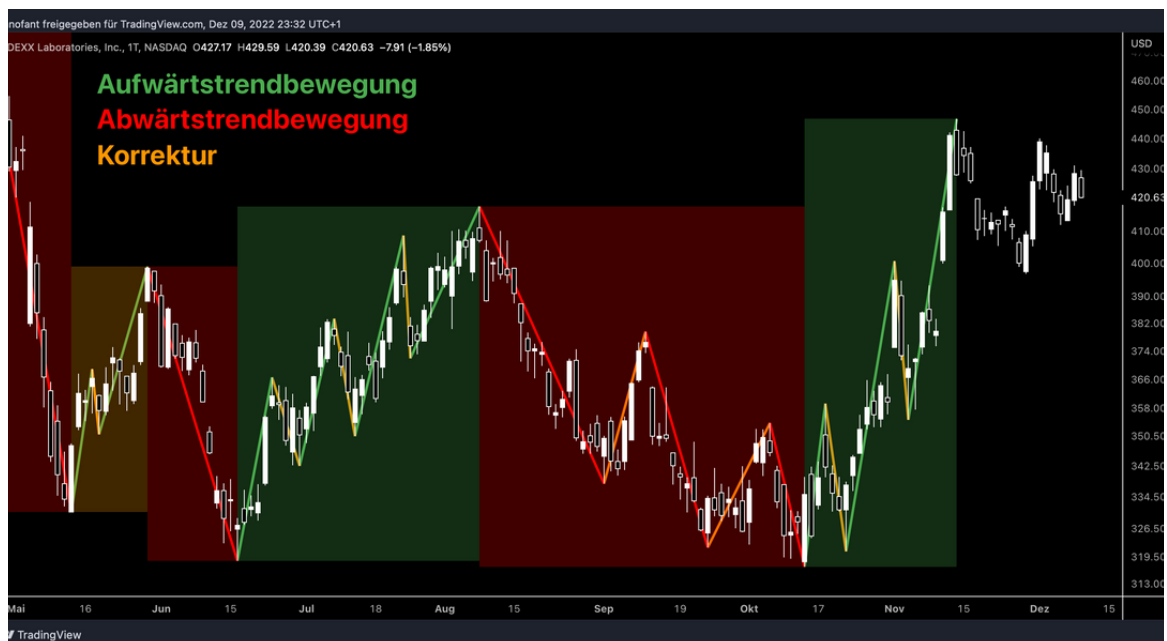 nofant freigegeben für TradingView.com, Dez 09, 2022 23:32 UTC+1
DEXX Laboratories, Inc., 1T, NASDAQ O427.17 H429.59 L420.39 C420.63 −7.91 (−1.85%)
USD
Aufwärtstrendbewegung
Abwärtstrendbewegung
Korrektur
460.00
450.00
440.00
430.00
420.63
410.00
400.00
390.00
382.00
374.00
366.00
358.00
350.50
342.50
334.50
326.50
319.50
313.00
Mai 16 Jun 15 Jul 18 Aug 15 Sep 19 Okt 17 Nov 15 Dez 15
TradingView